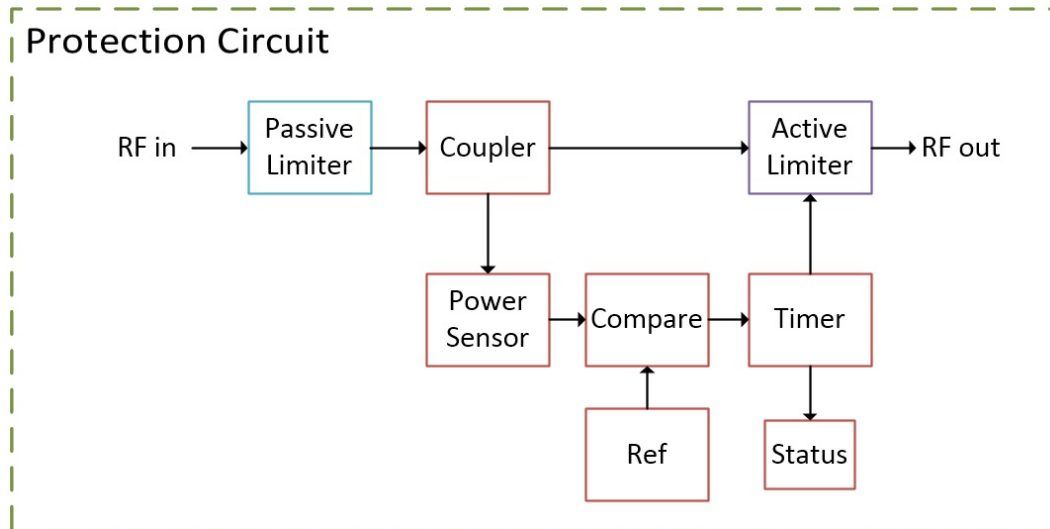 Protection Circuit
RF in
Passive
Limiter
Coupler
Active
Limiter
RF out
Power
Sensor
Compare
Timer
Ref
Status